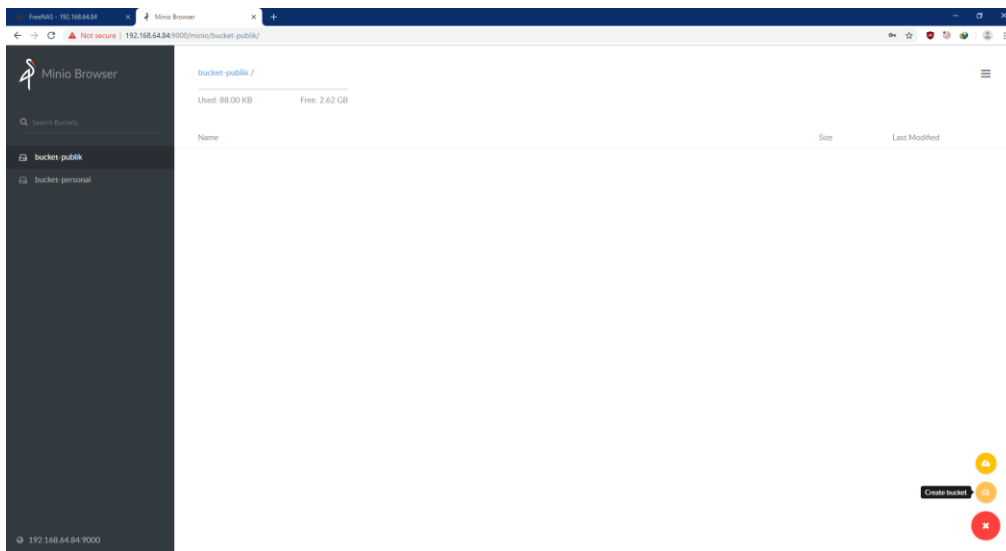 FreeNAS - 192.168.64.84
Minio Browser
Not secure | 192.168.64.84:9000/minio/bucket-publik/
Minio Browser
Search Buckets...
bucket-publik
bucket-personal
192.168.64.84:9000
bucket-publik /
Used: 88.00 KB Free: 2.62 GB
Name Size Last Modified
Create bucket